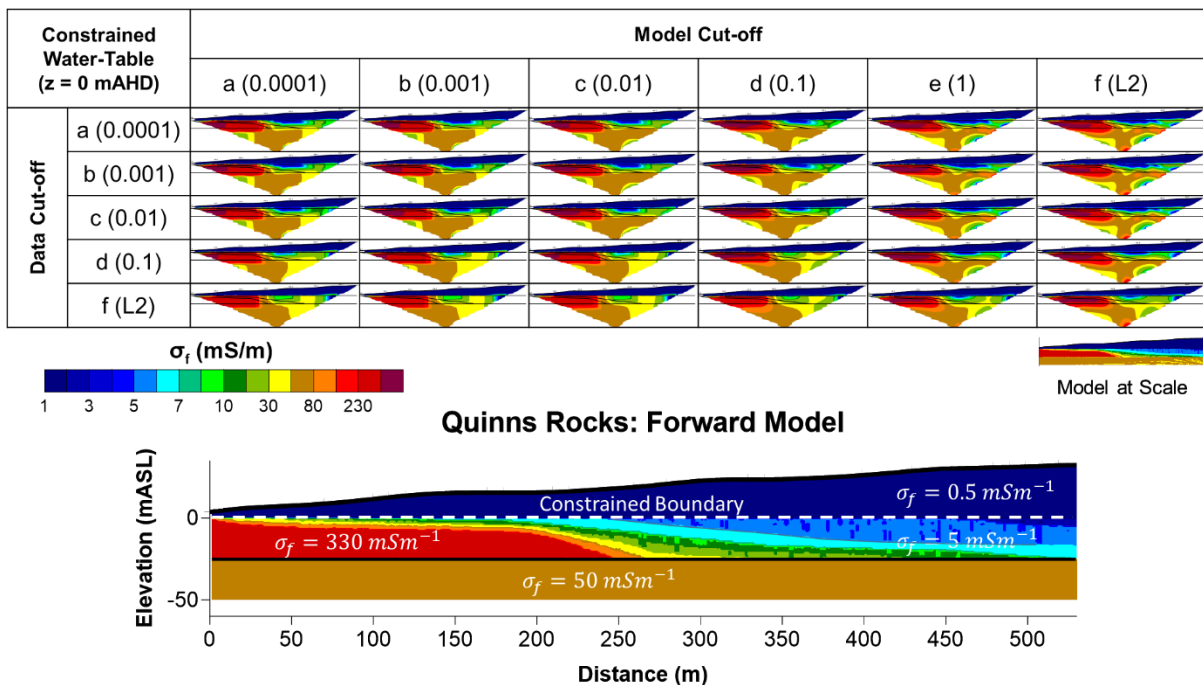 Constrained
Water-Table
(z = 0 mAHD)
Model Cut-off
a (0.0001) b (0.001) c (0.01) d (0.1) e (1) f (L2)
Data Cut-off
a (0.0001)
b (0.001)
c (0.01)
d (0.1)
f (L2)
σf (mS/m)
1 3 5 7 10 30 80 230
Model at Scale
Quinns Rocks: Forward Model
Elevation (mASL)
0
-50
Constrained Boundary
σf = 0.5 mSm⁻¹
σf = 330 mSm⁻¹
σf = 5 mSm⁻¹
σf = 50 mSm⁻¹
0 50 100 150 200 250 300 350 400 450 500
Distance (m)